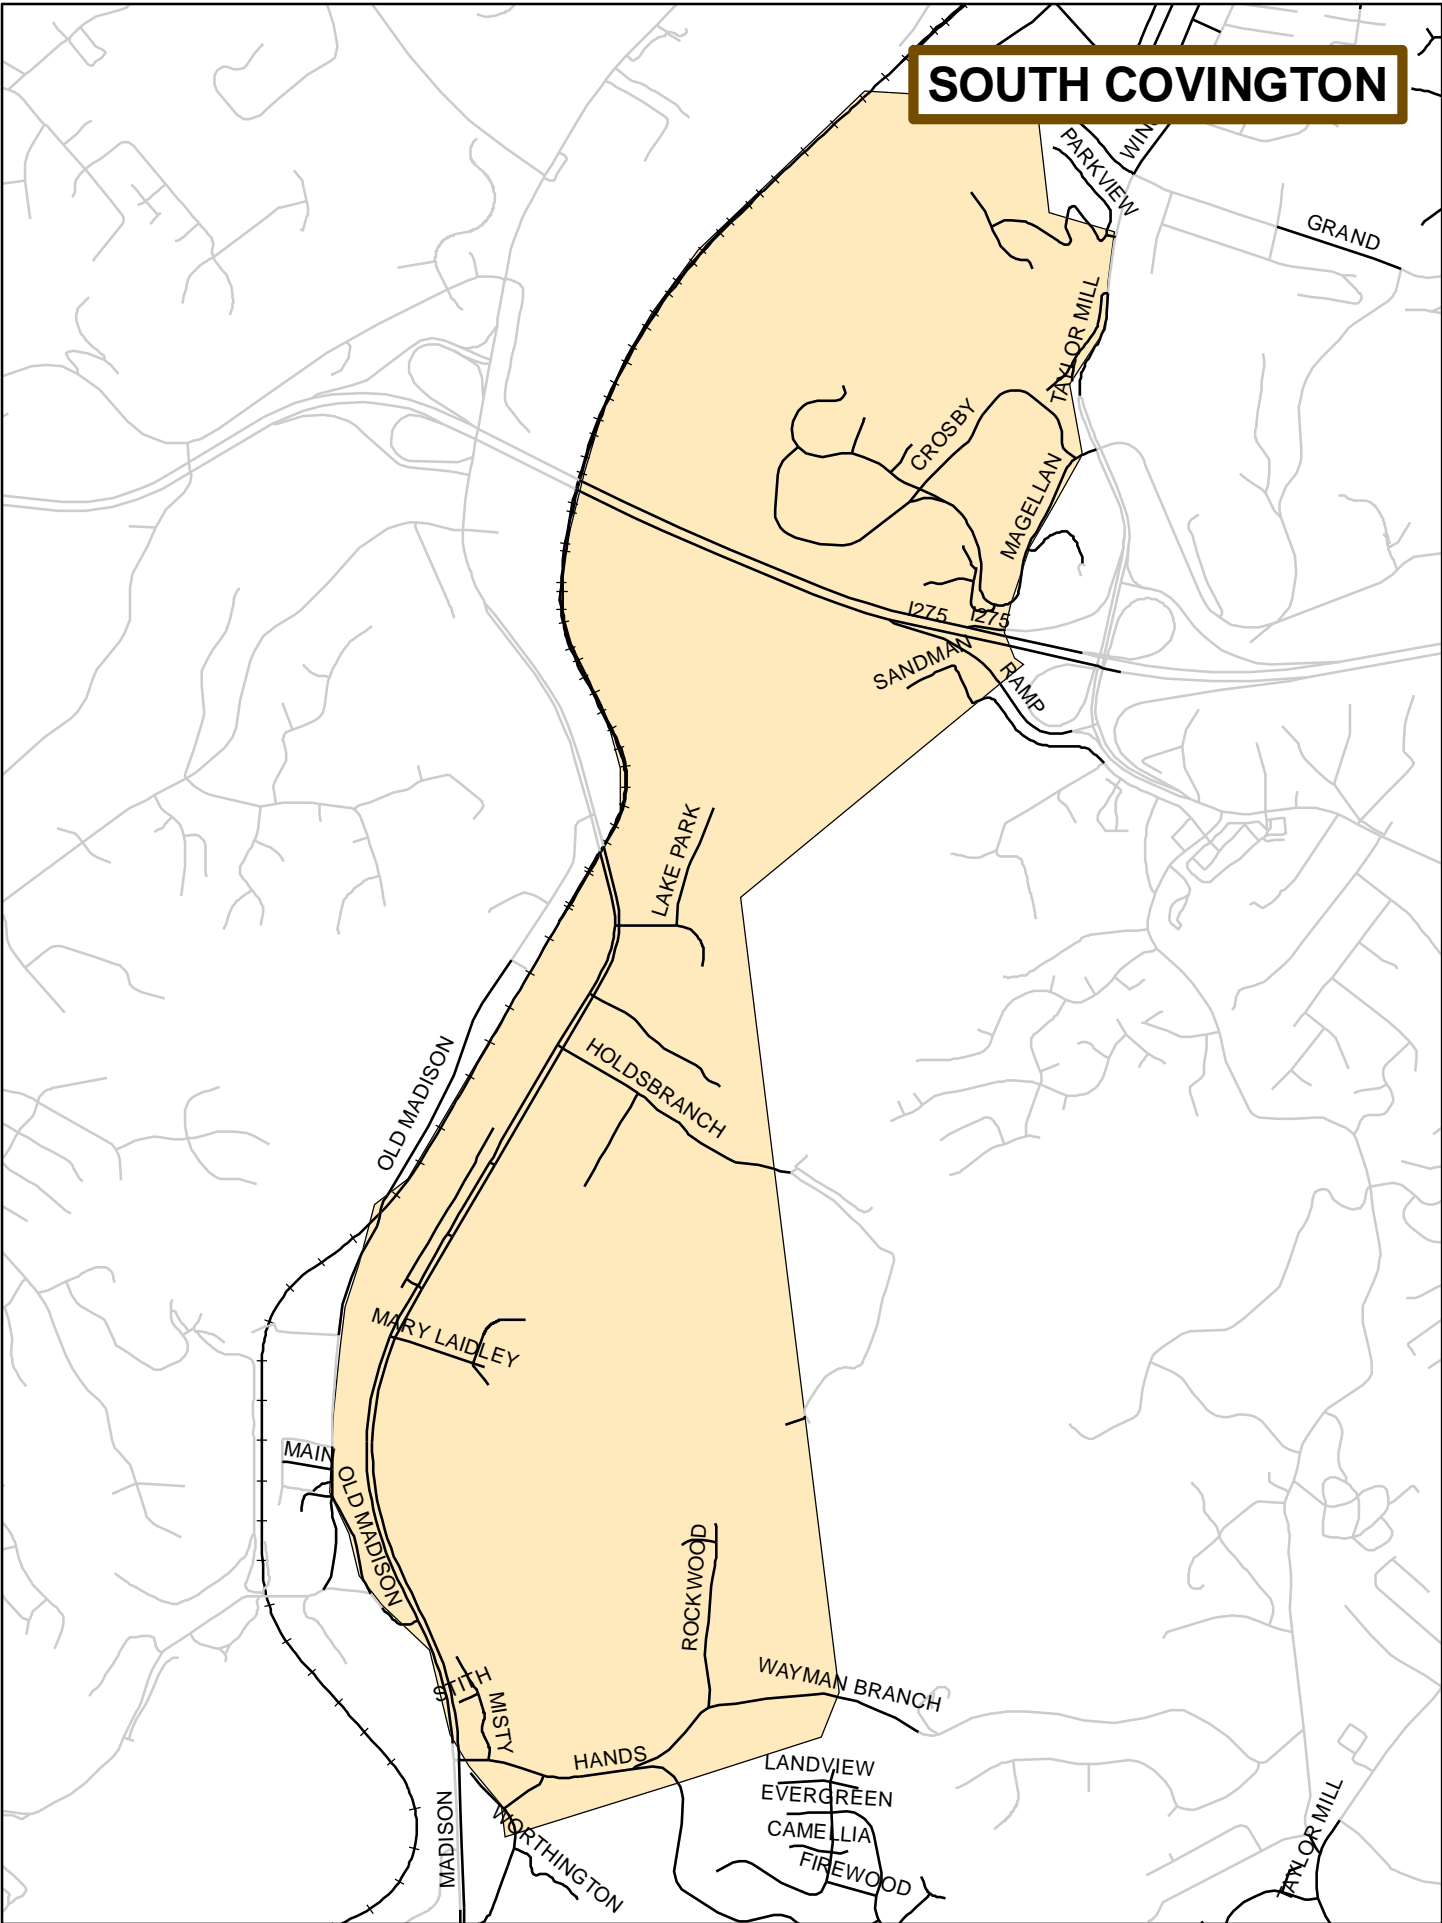 SOUTH COVINGTON
PARKVIEW
GRAND
TAYLOR MILL
CROSBY
MAGELLAN
I275
I275
SANDMAN
RAMP
LAKE PARK
HOLDSBRANCH
OLD MADISON
MARY LAIDLEY
MAIN
OLD MADISON
ROCKWOOD
WAYMAN BRANCH
STITH
MISTY
HANDS
LANDVIEW
EVERGREEN
CAMELLIA
FIREWOOD
MADISON
WORTHINGTON
TAYLOR MILL